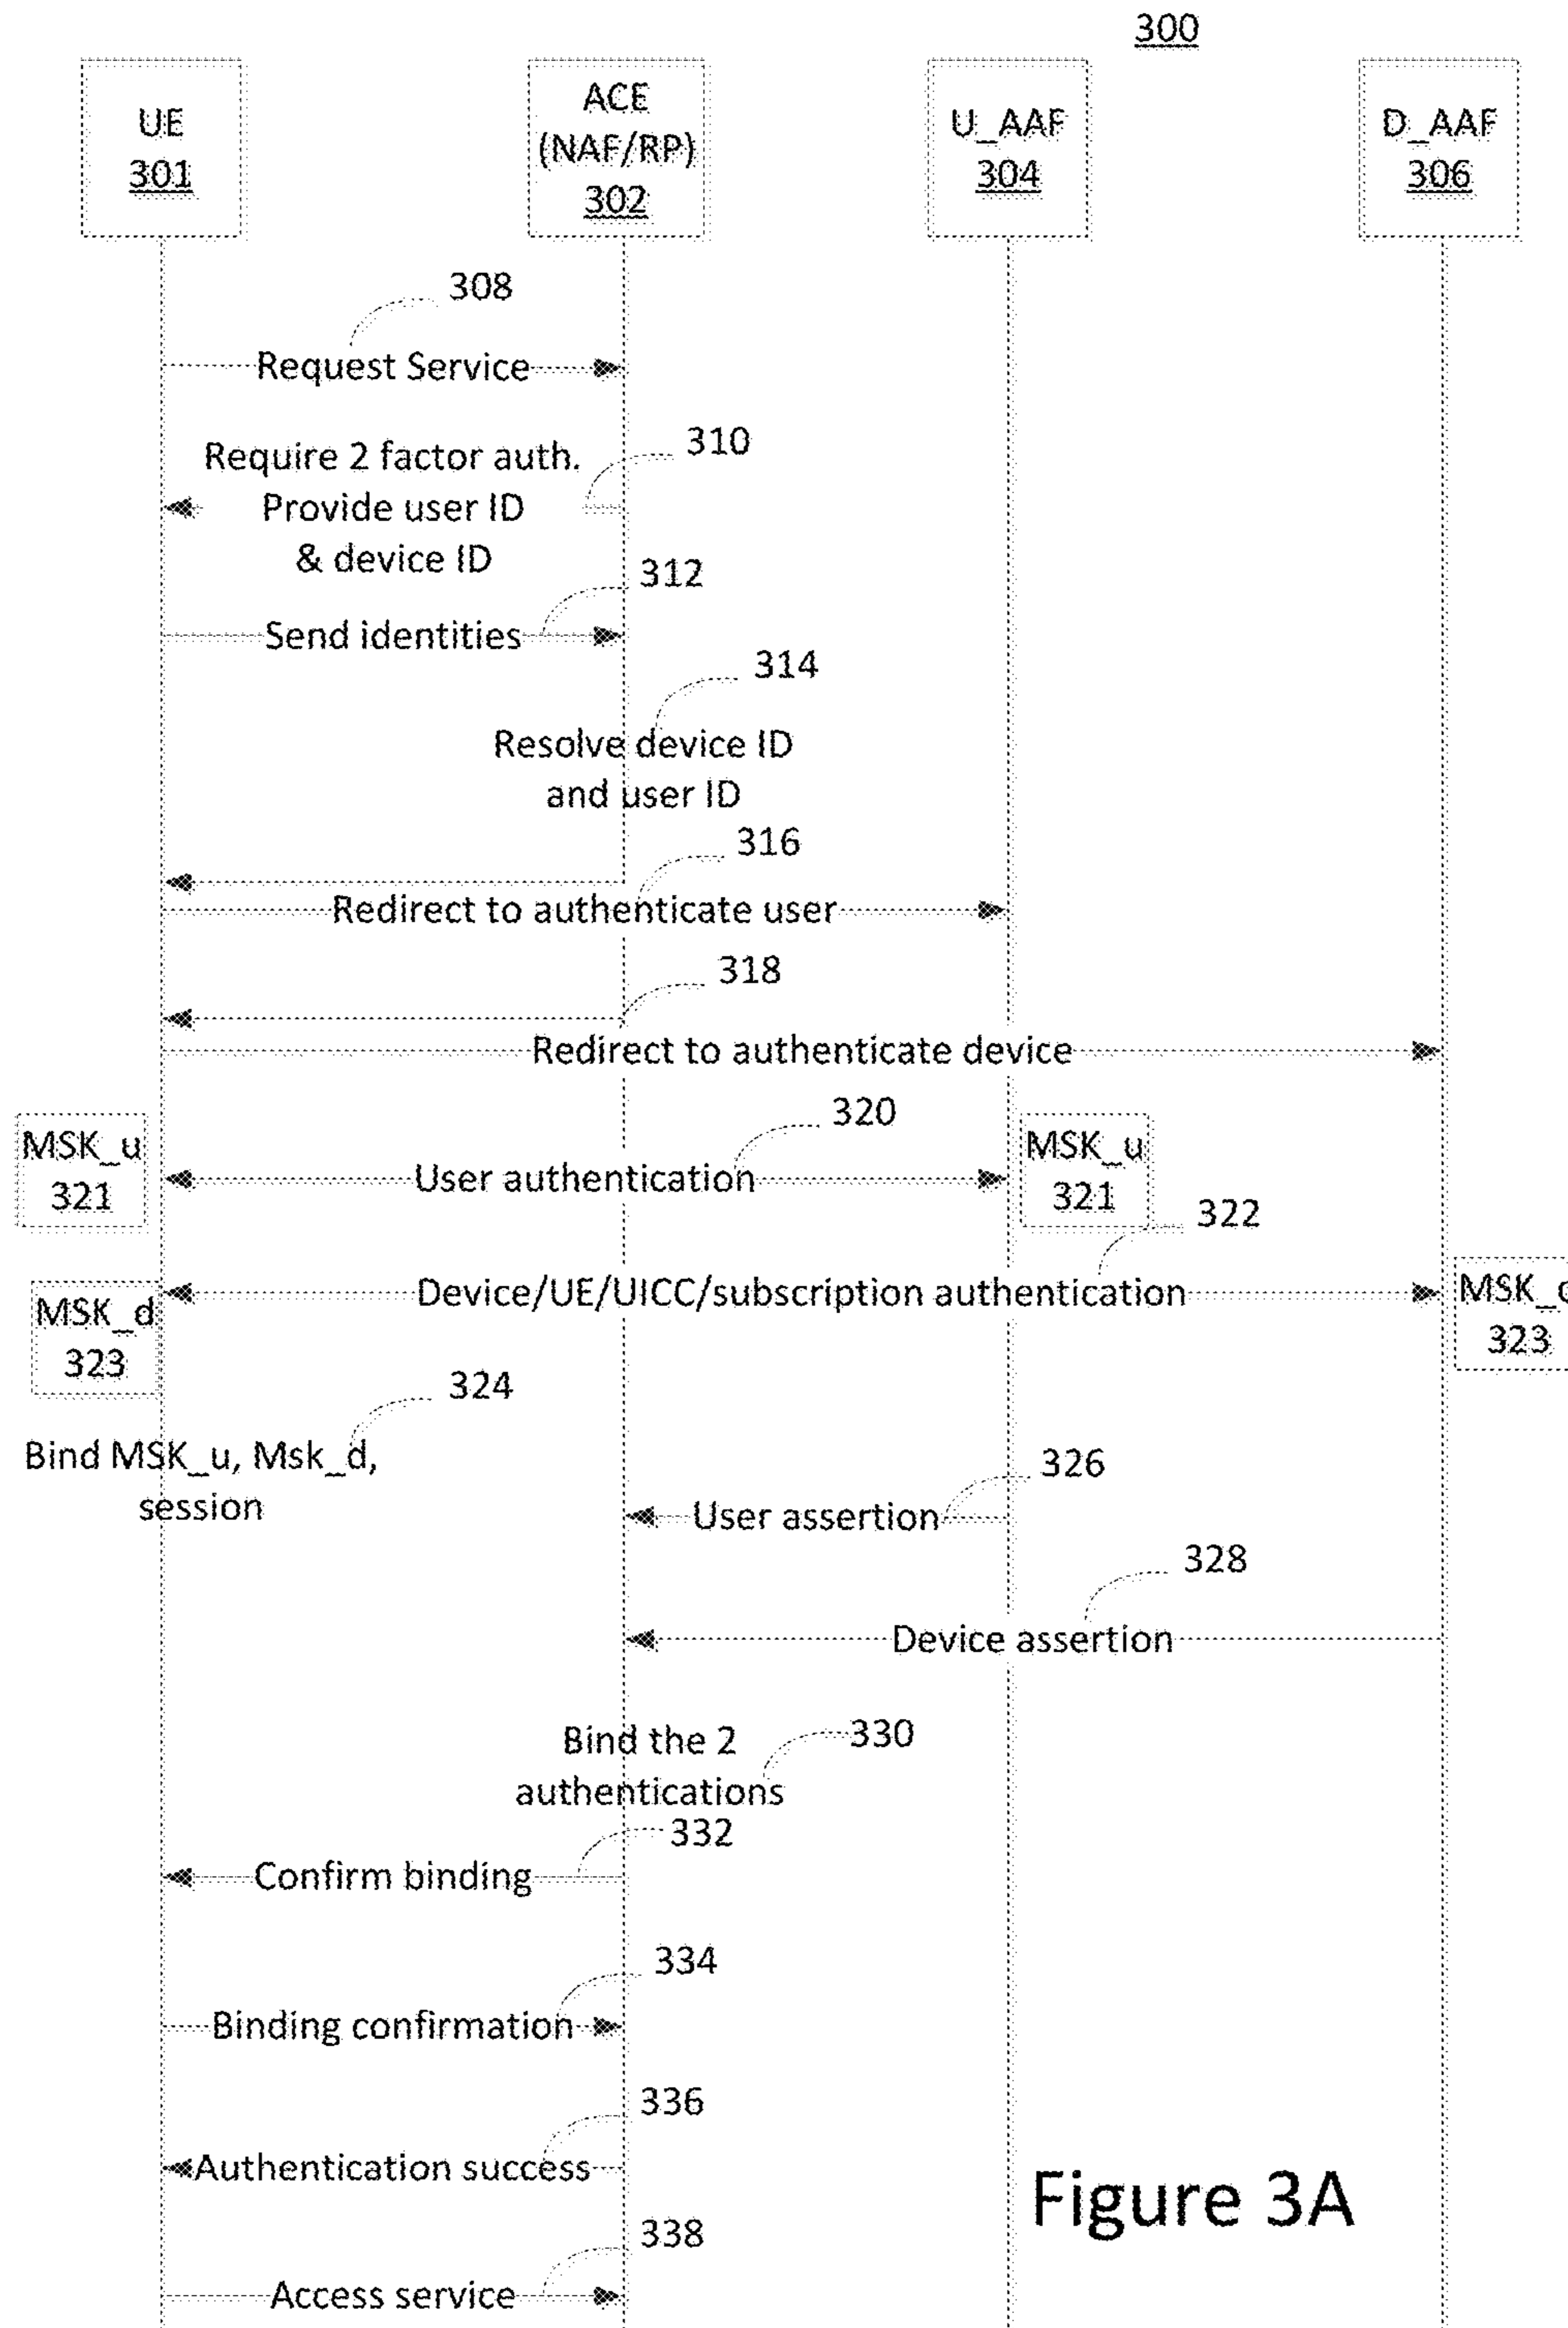 300
UE
301
ACE
(NAF/RP)
302
U_AAF
304
D_AAF
306
308
Request Service
310
Require 2 factor auth.
Provide user ID
& device ID
312
Send identities
314
Resolve device ID
and user ID
316
Redirect to authenticate user
318
Redirect to authenticate device
320
MSK_u
321
User authentication
MSK_u
321
322
Device/UE/UICC/subscription authentication
MSK_d
323
MSK_
323
324
Bind MSK_u, Msk_d,
session
326
User assertion
328
Device assertion
330
Bind the 2
authentications
332
Confirm binding
334
Binding confirmation
336
Authentication success
338
Access service
Figure 3A